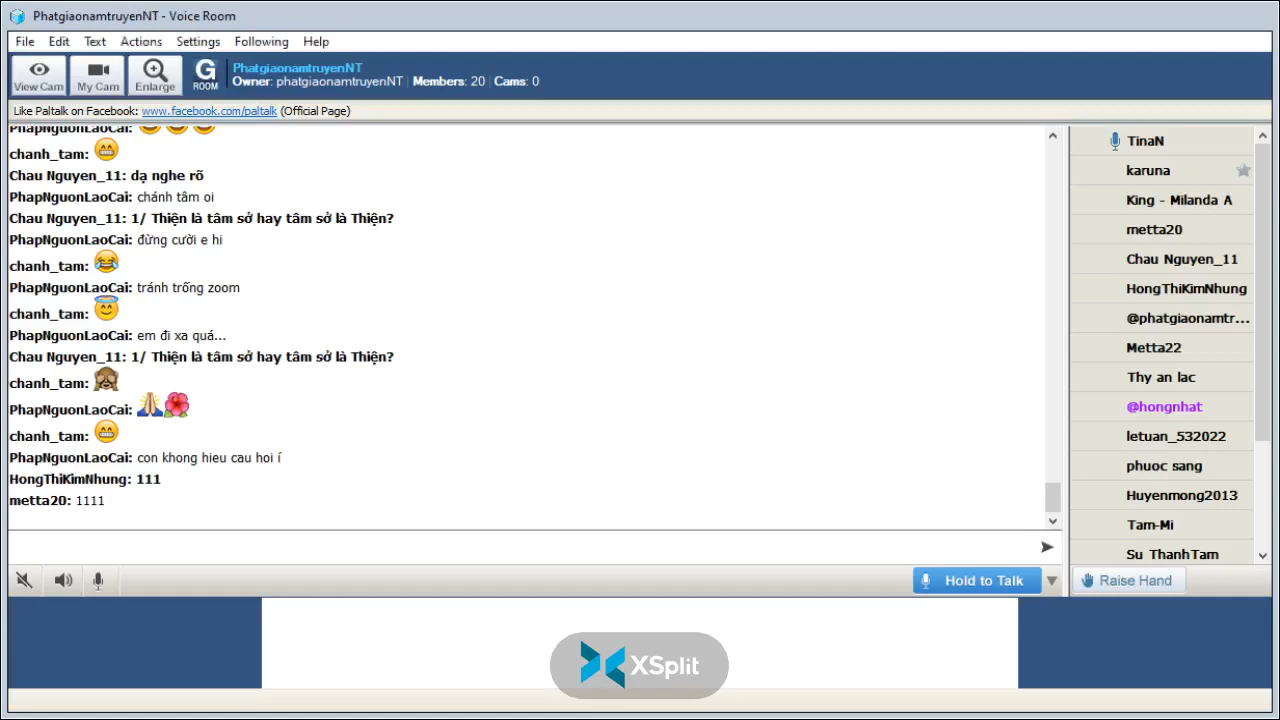 PhatgiaonamtruyenNT - Voice Room
File Edit Text Actions Settings Following Help
View Cam
My Cam
Enlarge
G ROOM
PhatgiaonamtruyenNT
Owner: phatgiaonamtruyenNT | Members: 20 | Cams: 0
Like Paltalk on Facebook: www.facebook.com/paltalk (Official Page)
PhapNguonLaoCai:
chanh_tam:
Chau Nguyen_11: dạ nghe rõ
PhapNguonLaoCai: chánh tâm oi
Chau Nguyen_11: 1/ Thiện là tâm sở hay tâm sở là Thiện?
PhapNguonLaoCai: đừng cười e hi
chanh_tam:
PhapNguonLaoCai: tránh trống zoom
chanh_tam:
PhapNguonLaoCai: em đi xa quá...
Chau Nguyen_11: 1/ Thiện là tâm sở hay tâm sở là Thiện?
chanh_tam:
PhapNguonLaoCai:
chanh_tam:
PhapNguonLaoCai: con khong hieu cau hoi í
HongThiKimNhung: 111
metta20: 1111
Hold to Talk
TinaN
karuna
King - Milanda A
metta20
Chau Nguyen_11
HongThiKimNhung
@phatgiaonamtr...
Metta22
Thy an lac
@hongnhat
letuan_532022
phuoc sang
Huyenmong2013
Tam-Mi
Su ThanhTam
Raise Hand
XSplit